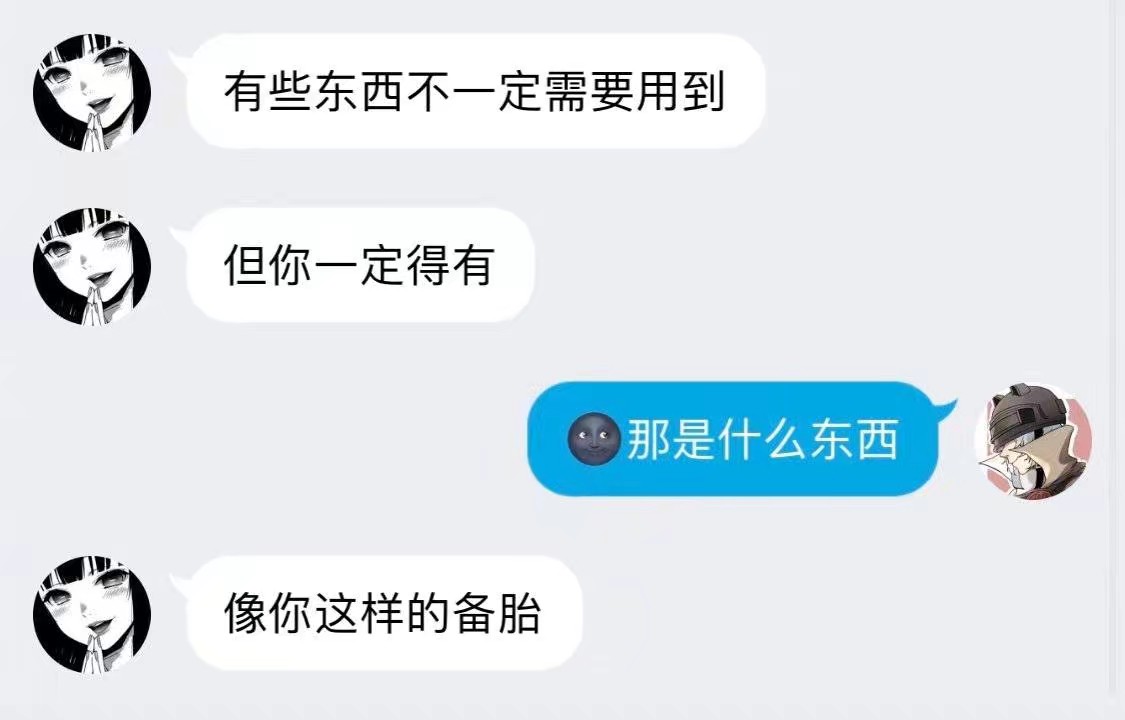 有些东西不一定需要用到
但你一定得有
🌚那是什么东西
像你这样的备胎